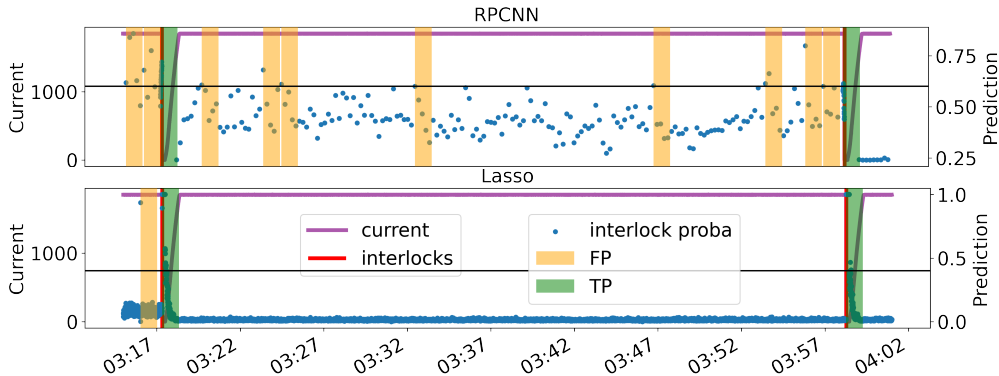 RPCNN
Current
1000
0
0.75
0.50
0.25
Prediction
Lasso
Current
1000
0
1.0
0.5
0.0
Prediction
current
interlocks
interlock proba
FP
TP
03:17 03:22 03:27 03:32 03:37 03:42 03:47 03:52 03:57 04:02